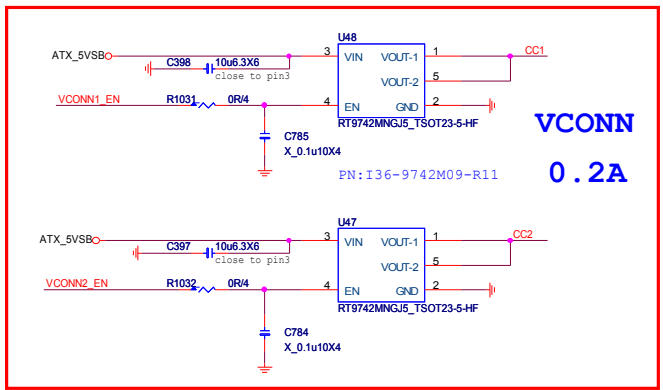 U48
ATX_5VSB
3
VIN
VOUT-1
1
CC1
C398
10u6.3X6
close to pin3
VOUT-2
5
VCONN1_EN
R1031
0R/4
4
EN
GND
2
RT9742MNGJ5_TSOT23-5-HF
C785
X_0.1u10X4
PN:I36-9742M09-R11
VCONN
0.2A
U47
ATX_5VSB
3
VIN
VOUT-1
1
CC2
C397
10u6.3X6
close to pin3
VOUT-2
5
VCONN2_EN
R1032
0R/4
4
EN
GND
2
RT9742MNGJ5_TSOT23-5-HF
C784
X_0.1u10X4